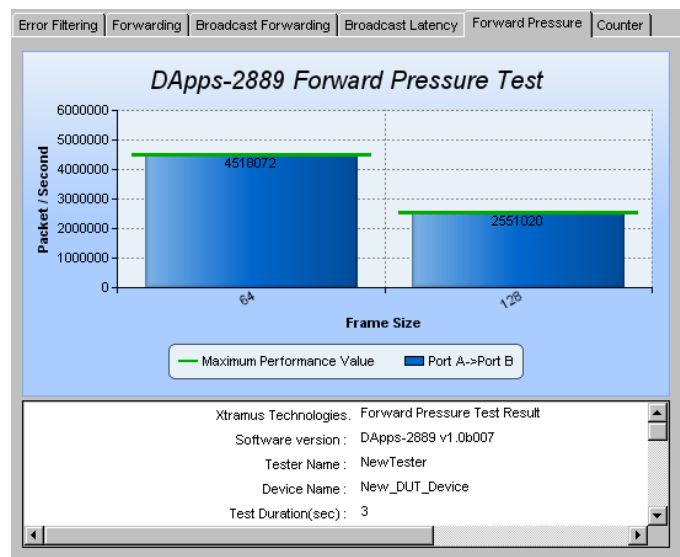 Error Filtering Forwarding Broadcast Forwarding Broadcast Latency Forward Pressure Counter
DApps-2889 Forward Pressure Test
6000000
5000000
4000000
3000000
2000000
1000000
0
Packet / Second
4518072
2551020
64
128
Frame Size
Maximum Performance Value Port A->Port B
Xtramus Technologies. Forward Pressure Test Result
Software version : DApps-2889 v1.0b007
Tester Name : NewTester
Device Name : New_DUT_Device
Test Duration(sec) : 3